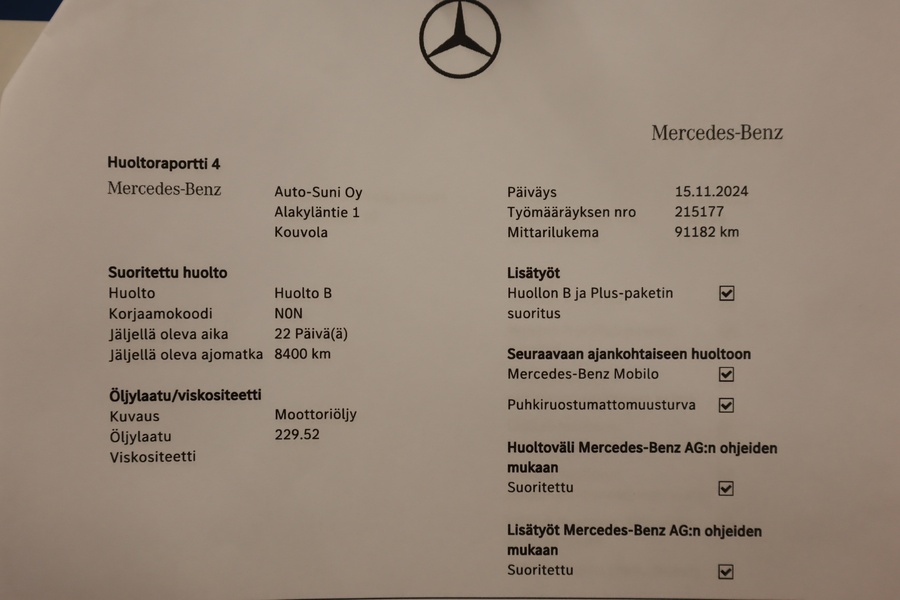 Mercedes-Benz
Huoltoraportti 4
Mercedes-Benz
Auto-Suni Oy
Alakyläntie 1
Kouvola
Päiväys 15.11.2024
Työmääräyksen nro 215177
Mittarilukema 91182 km
Suoritettu huolto
Huolto Huolto B
Korjaamokoodi N0N
Jäljellä oleva aika 22 Päivä(ä)
Jäljellä oleva ajomatka 8400 km
Öljylaatu/viskositeetti
Kuvaus Moottoriöljy
Öljylaatu 229.52
Viskositeetti
Lisätyöt
Huollon B ja Plus-paketin
suoritus
Seuraavaan ajankohtaiseen huoltoon
Mercedes-Benz Mobilo
Puhkiruostumattomuusturva
Huoltoväli Mercedes-Benz AG:n ohjeiden
mukaan
Suoritettu
Lisätyöt Mercedes-Benz AG:n ohjeiden
mukaan
Suoritettu